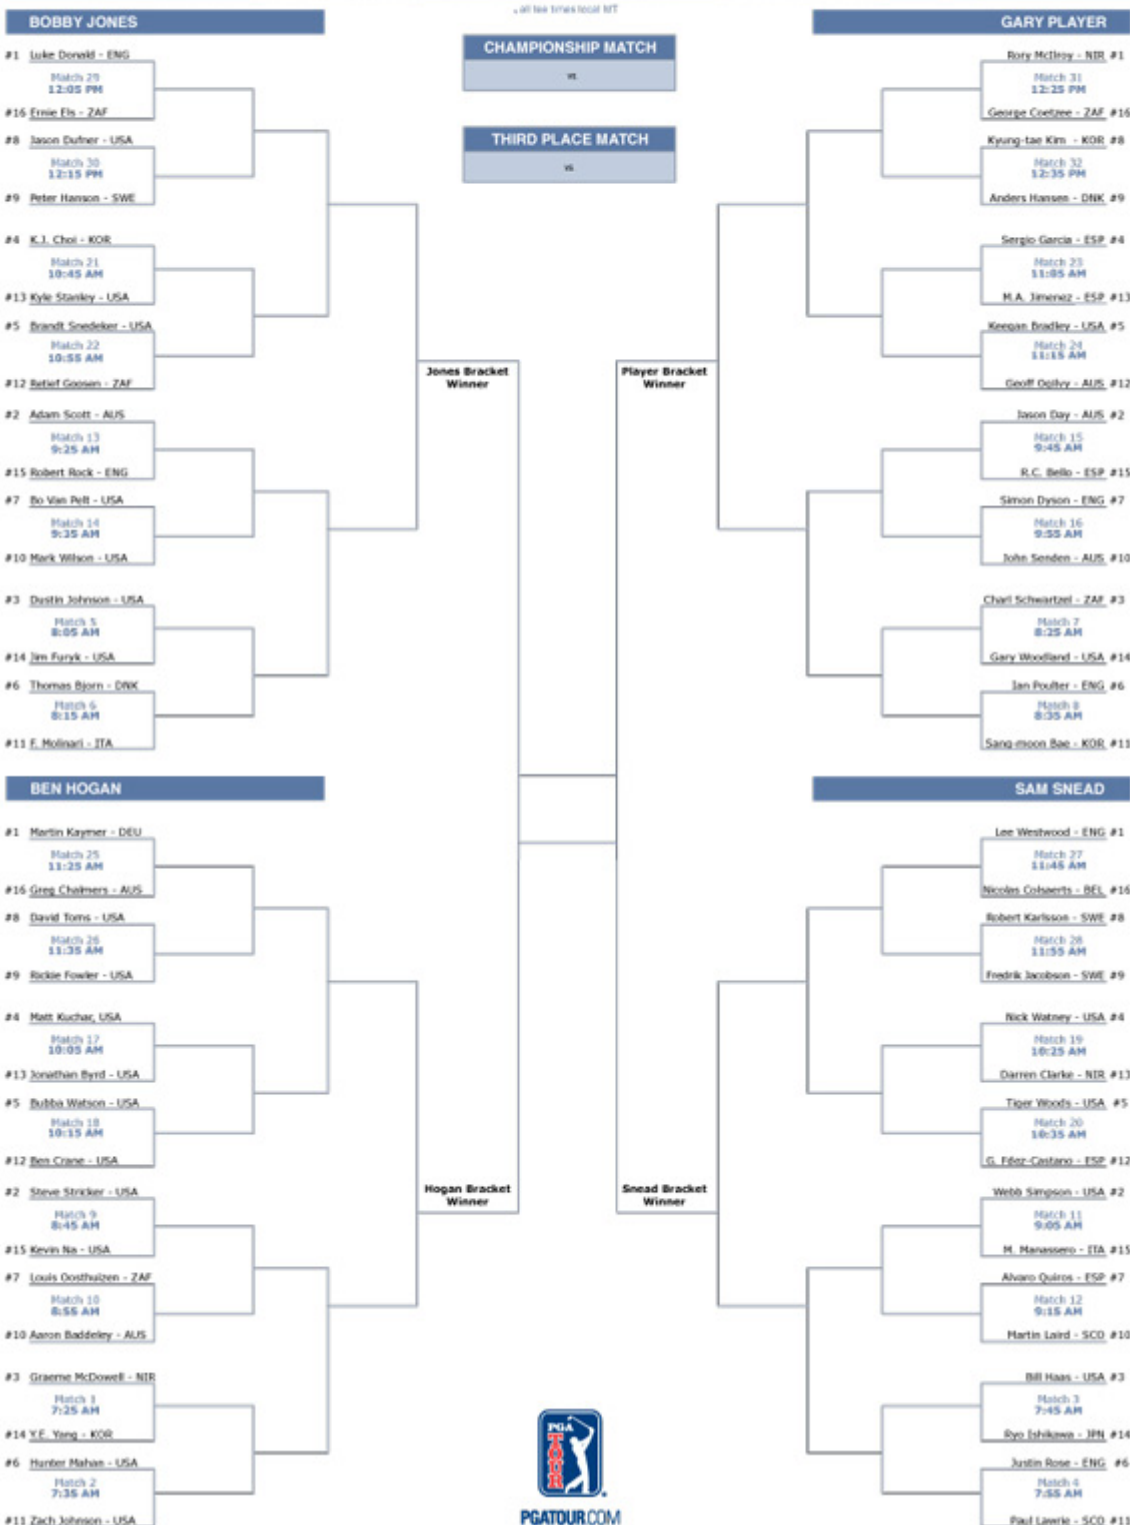 all tee times local MT
BOBBY JONES
#1 Luke Donald - ENG
Match 29
12:05 PM
#16 Ernie Els - ZAF
#8 Jason Dufner - USA
Match 30
12:15 PM
#9 Peter Hanson - SWE
#4 K.J. Choi - KOR
Match 21
10:45 AM
#13 Kyle Stanley - USA
#5 Brandt Snedeker - USA
Match 22
10:55 AM
#12 Retief Goosen - ZAF
#2 Adam Scott - AUS
Match 13
9:25 AM
#15 Robert Rock - ENG
#7 Bo Van Pelt - USA
Match 14
9:35 AM
#10 Mark Wilson - USA
#3 Dustin Johnson - USA
Match 5
8:05 AM
#14 Jim Furyk - USA
#6 Thomas Bjorn - DNK
Match 6
8:15 AM
#11 F. Molinari - ITA
Jones Bracket
Winner
CHAMPIONSHIP MATCH
vs.
THIRD PLACE MATCH
vs.
GARY PLAYER
Rory McIlroy - NIR #1
Match 31
12:25 PM
George Coetzee - ZAF #16
Kyung-tae Kim - KOR #8
Match 32
12:35 PM
Anders Hansen - DNK #9
Sergio Garcia - ESP #4
Match 23
11:05 AM
M.A. Jimenez - ESP #13
Keegan Bradley - USA #5
Match 24
11:15 AM
Geoff Ogilvy - AUS #12
Jason Day - AUS #2
Match 15
9:45 AM
R.C. Bello - ESP #15
Simon Dyson - ENG #7
Match 16
9:55 AM
John Senden - AUS #10
Charl Schwartzel - ZAF #3
Match 7
8:25 AM
Gary Woodland - USA #14
Ian Poulter - ENG #6
Match 8
8:35 AM
Sang-moon Bae - KOR #11
Player Bracket
Winner
BEN HOGAN
#1 Martin Kaymer - DEU
Match 25
11:25 AM
#16 Greg Chalmers - AUS
#8 David Toms - USA
Match 26
11:35 AM
#9 Rickie Fowler - USA
#4 Matt Kuchar, USA
Match 17
10:05 AM
#13 Jonathan Byrd - USA
#5 Bubba Watson - USA
Match 18
10:15 AM
#12 Ben Crane - USA
#2 Steve Stricker - USA
Match 9
8:45 AM
#15 Kevin Na - USA
#7 Louis Oosthuizen - ZAF
Match 10
8:55 AM
#10 Aaron Baddeley - AUS
#3 Graeme McDowell - NIR
Match 1
7:25 AM
#14 Y.E. Yang - KOR
#6 Hunter Mahan - USA
Match 2
7:35 AM
#11 Zach Johnson - USA
Hogan Bracket
Winner
SAM SNEAD
Lee Westwood - ENG #1
Match 27
11:45 AM
Nicolas Colsaerts - BEL #16
Robert Karlsson - SWE #8
Match 28
11:55 AM
Fredrik Jacobson - SWE #9
Nick Watney - USA #4
Match 19
10:25 AM
Darren Clarke - NIR #13
Tiger Woods - USA #5
Match 20
10:35 AM
G. Fdez-Castano - ESP #12
Webb Simpson - USA #2
Match 11
9:05 AM
M. Manassero - ITA #15
Alvaro Quiros - ESP #7
Match 12
9:15 AM
Martin Laird - SCO #10
Bill Haas - USA #3
Match 3
7:45 AM
Ryo Ishikawa - JPN #14
Justin Rose - ENG #6
Match 4
7:55 AM
Paul Lawrie - SCO #11
Snead Bracket
Winner
PGA
TOUR
PGATOUR.COM